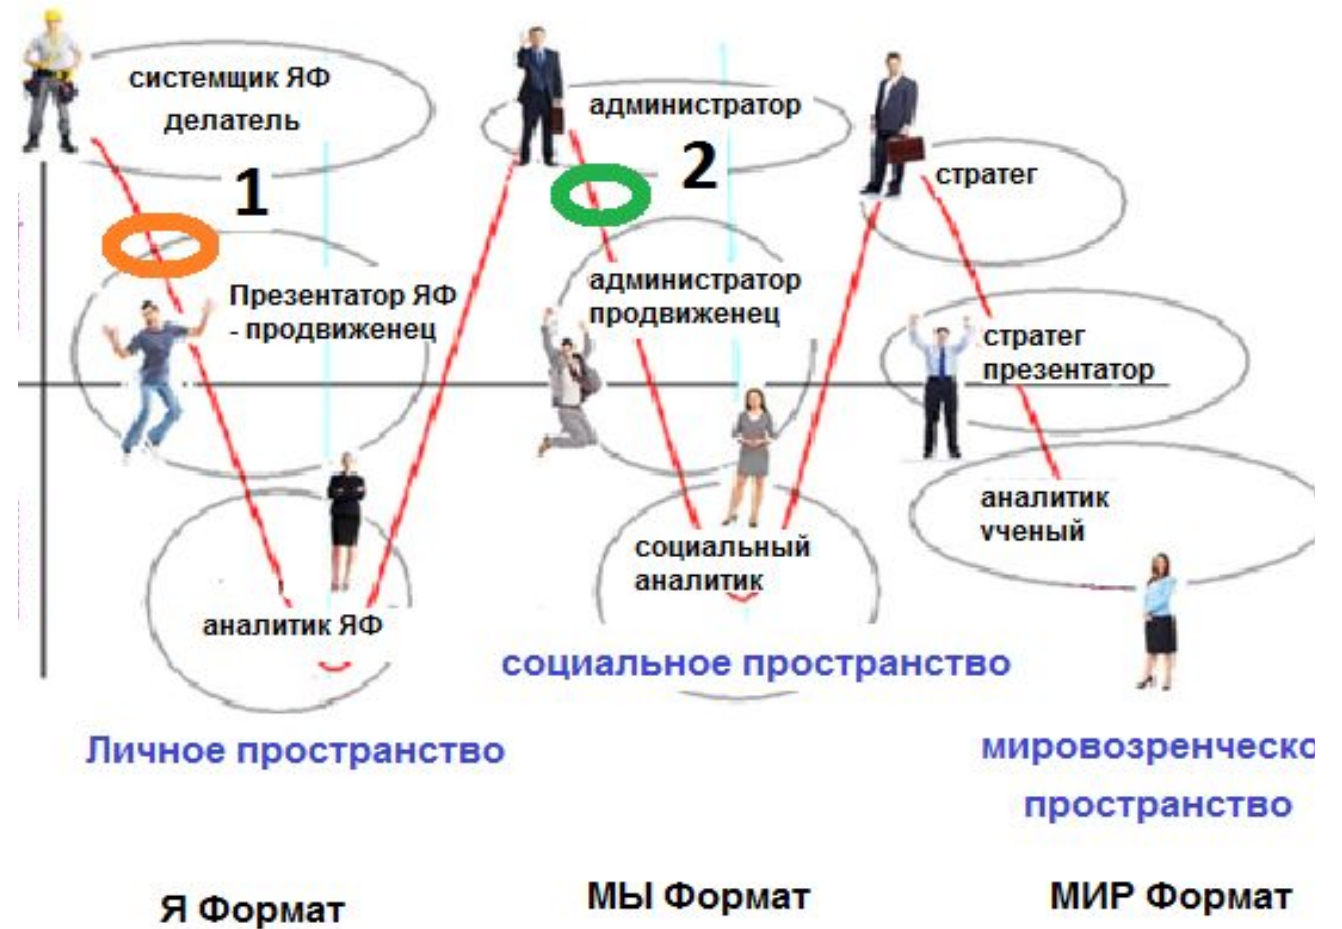 системщик ЯФ
делатель
1
Презентатор ЯФ
- продвиженец
аналитик ЯФ
администратор
2
администратор
продвиженец
социальный
аналитик
стратег
стратег
презентатор
аналитик
ученый
социальное пространство
Личное пространство
мировозренческо
пространство
Я Формат
МЫ Формат
МИР Формат